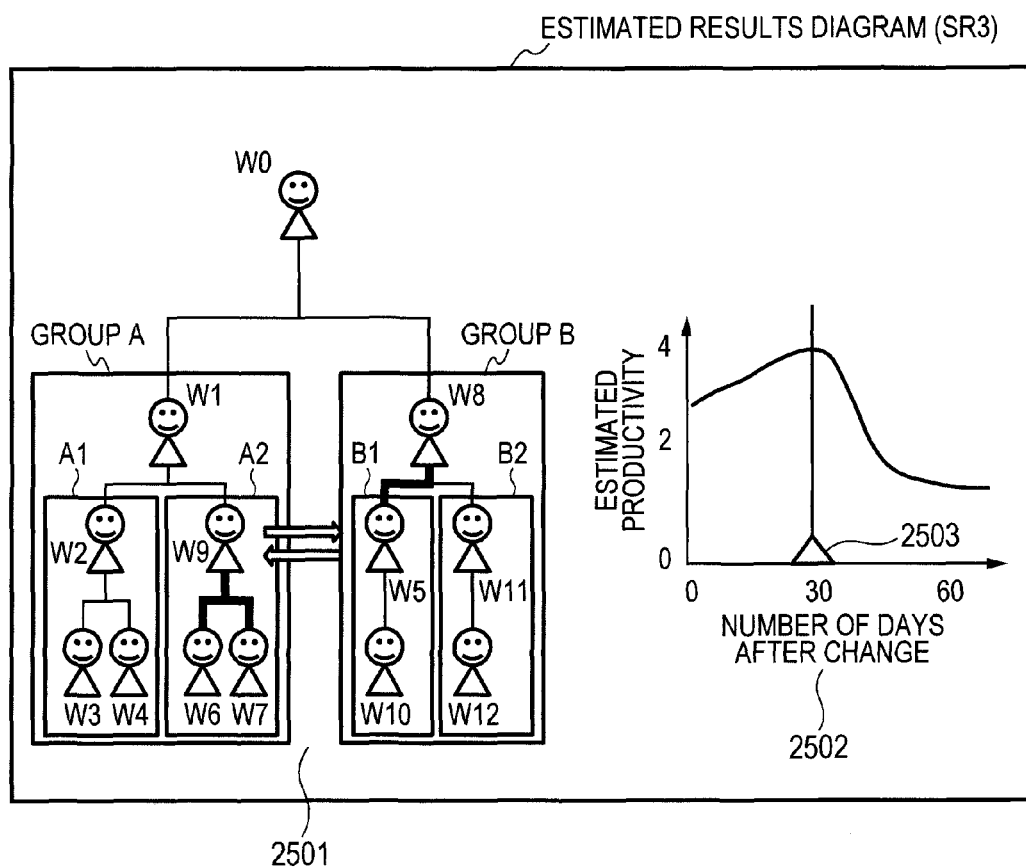 ESTIMATED RESULTS DIAGRAM (SR3)
W0
GROUP A
GROUP B
W1
W8
A1
A2
B1
B2
W2
W9
W5
W11
W3
W4
W6
W7
W10
W12
2501
ESTIMATED
PRODUCTIVITY
4
2
0
2503
0
30
60
NUMBER OF DAYS
AFTER CHANGE
2502